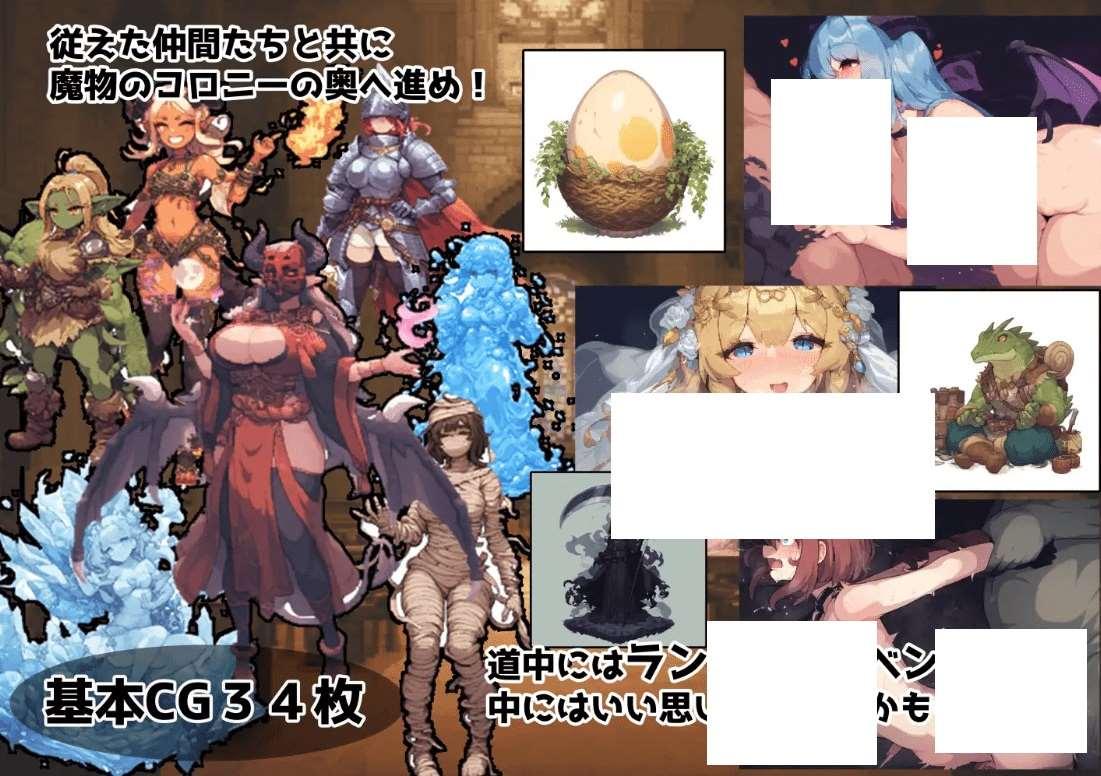 従えた仲間たちと共に
魔物のコロニーの奥へ進め！
道中にはラン ベン
中にはいい思い かも
基本CG３４枚